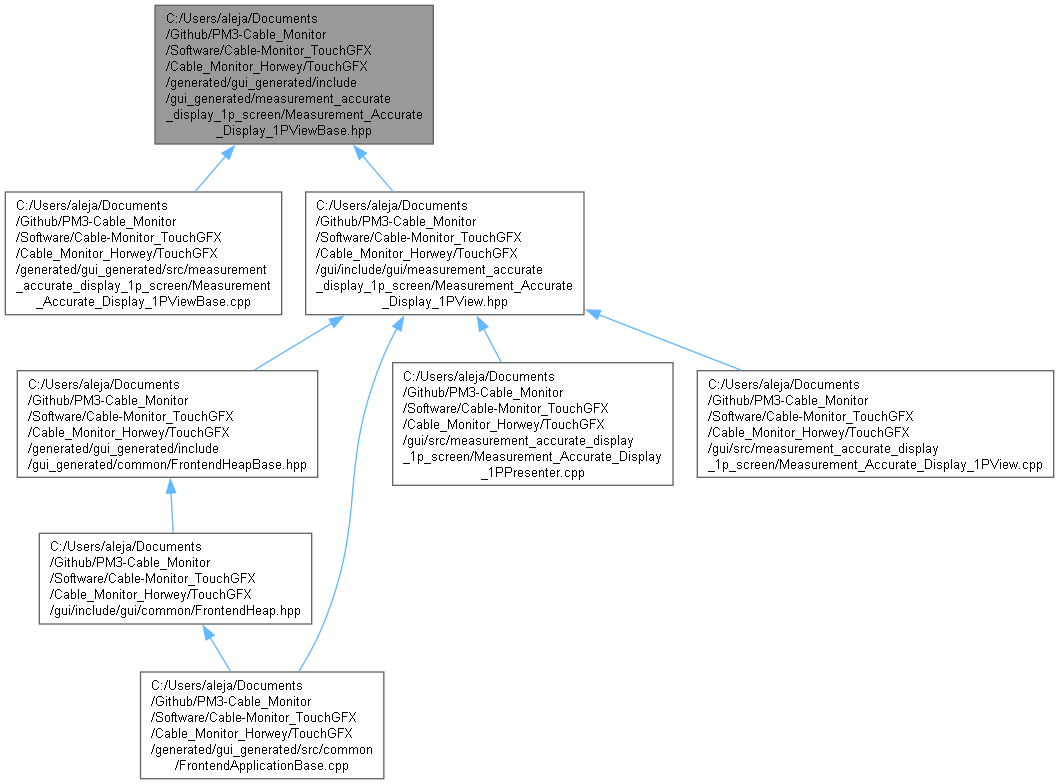 C:/Users/aleja/Documents
/Github/PM3-Cable_Monitor
/Software/Cable-Monitor_TouchGFX
/Cable_Monitor_Horwey/TouchGFX
/generated/gui_generated/include
/gui_generated/measurement_accurate
_display_1p_screen/Measurement_Accurate
_Display_1PViewBase.hpp
C:/Users/aleja/Documents
/Github/PM3-Cable_Monitor
/Software/Cable-Monitor_TouchGFX
/Cable_Monitor_Horwey/TouchGFX
/generated/gui_generated/src/measurement
_accurate_display_1p_screen/Measurement
_Accurate_Display_1PViewBase.cpp
C:/Users/aleja/Documents
/Github/PM3-Cable_Monitor
/Software/Cable-Monitor_TouchGFX
/Cable_Monitor_Horwey/TouchGFX
/gui/include/gui/measurement_accurate
_display_1p_screen/Measurement_Accurate
_Display_1PView.hpp
C:/Users/aleja/Documents
/Github/PM3-Cable_Monitor
/Software/Cable-Monitor_TouchGFX
/Cable_Monitor_Horwey/TouchGFX
/generated/gui_generated/include
/gui_generated/common/FrontendHeapBase.hpp
C:/Users/aleja/Documents
/Github/PM3-Cable_Monitor
/Software/Cable-Monitor_TouchGFX
/Cable_Monitor_Horwey/TouchGFX
/gui/src/measurement_accurate_display
_1p_screen/Measurement_Accurate_Display
_1PPresenter.cpp
C:/Users/aleja/Documents
/Github/PM3-Cable_Monitor
/Software/Cable-Monitor_TouchGFX
/Cable_Monitor_Horwey/TouchGFX
/gui/src/measurement_accurate_display
_1p_screen/Measurement_Accurate_Display_1PView.cpp
C:/Users/aleja/Documents
/Github/PM3-Cable_Monitor
/Software/Cable-Monitor_TouchGFX
/Cable_Monitor_Horwey/TouchGFX
/gui/include/gui/common/FrontendHeap.hpp
C:/Users/aleja/Documents
/Github/PM3-Cable_Monitor
/Software/Cable-Monitor_TouchGFX
/Cable_Monitor_Horwey/TouchGFX
/generated/gui_generated/src/common
/FrontendApplicationBase.cpp